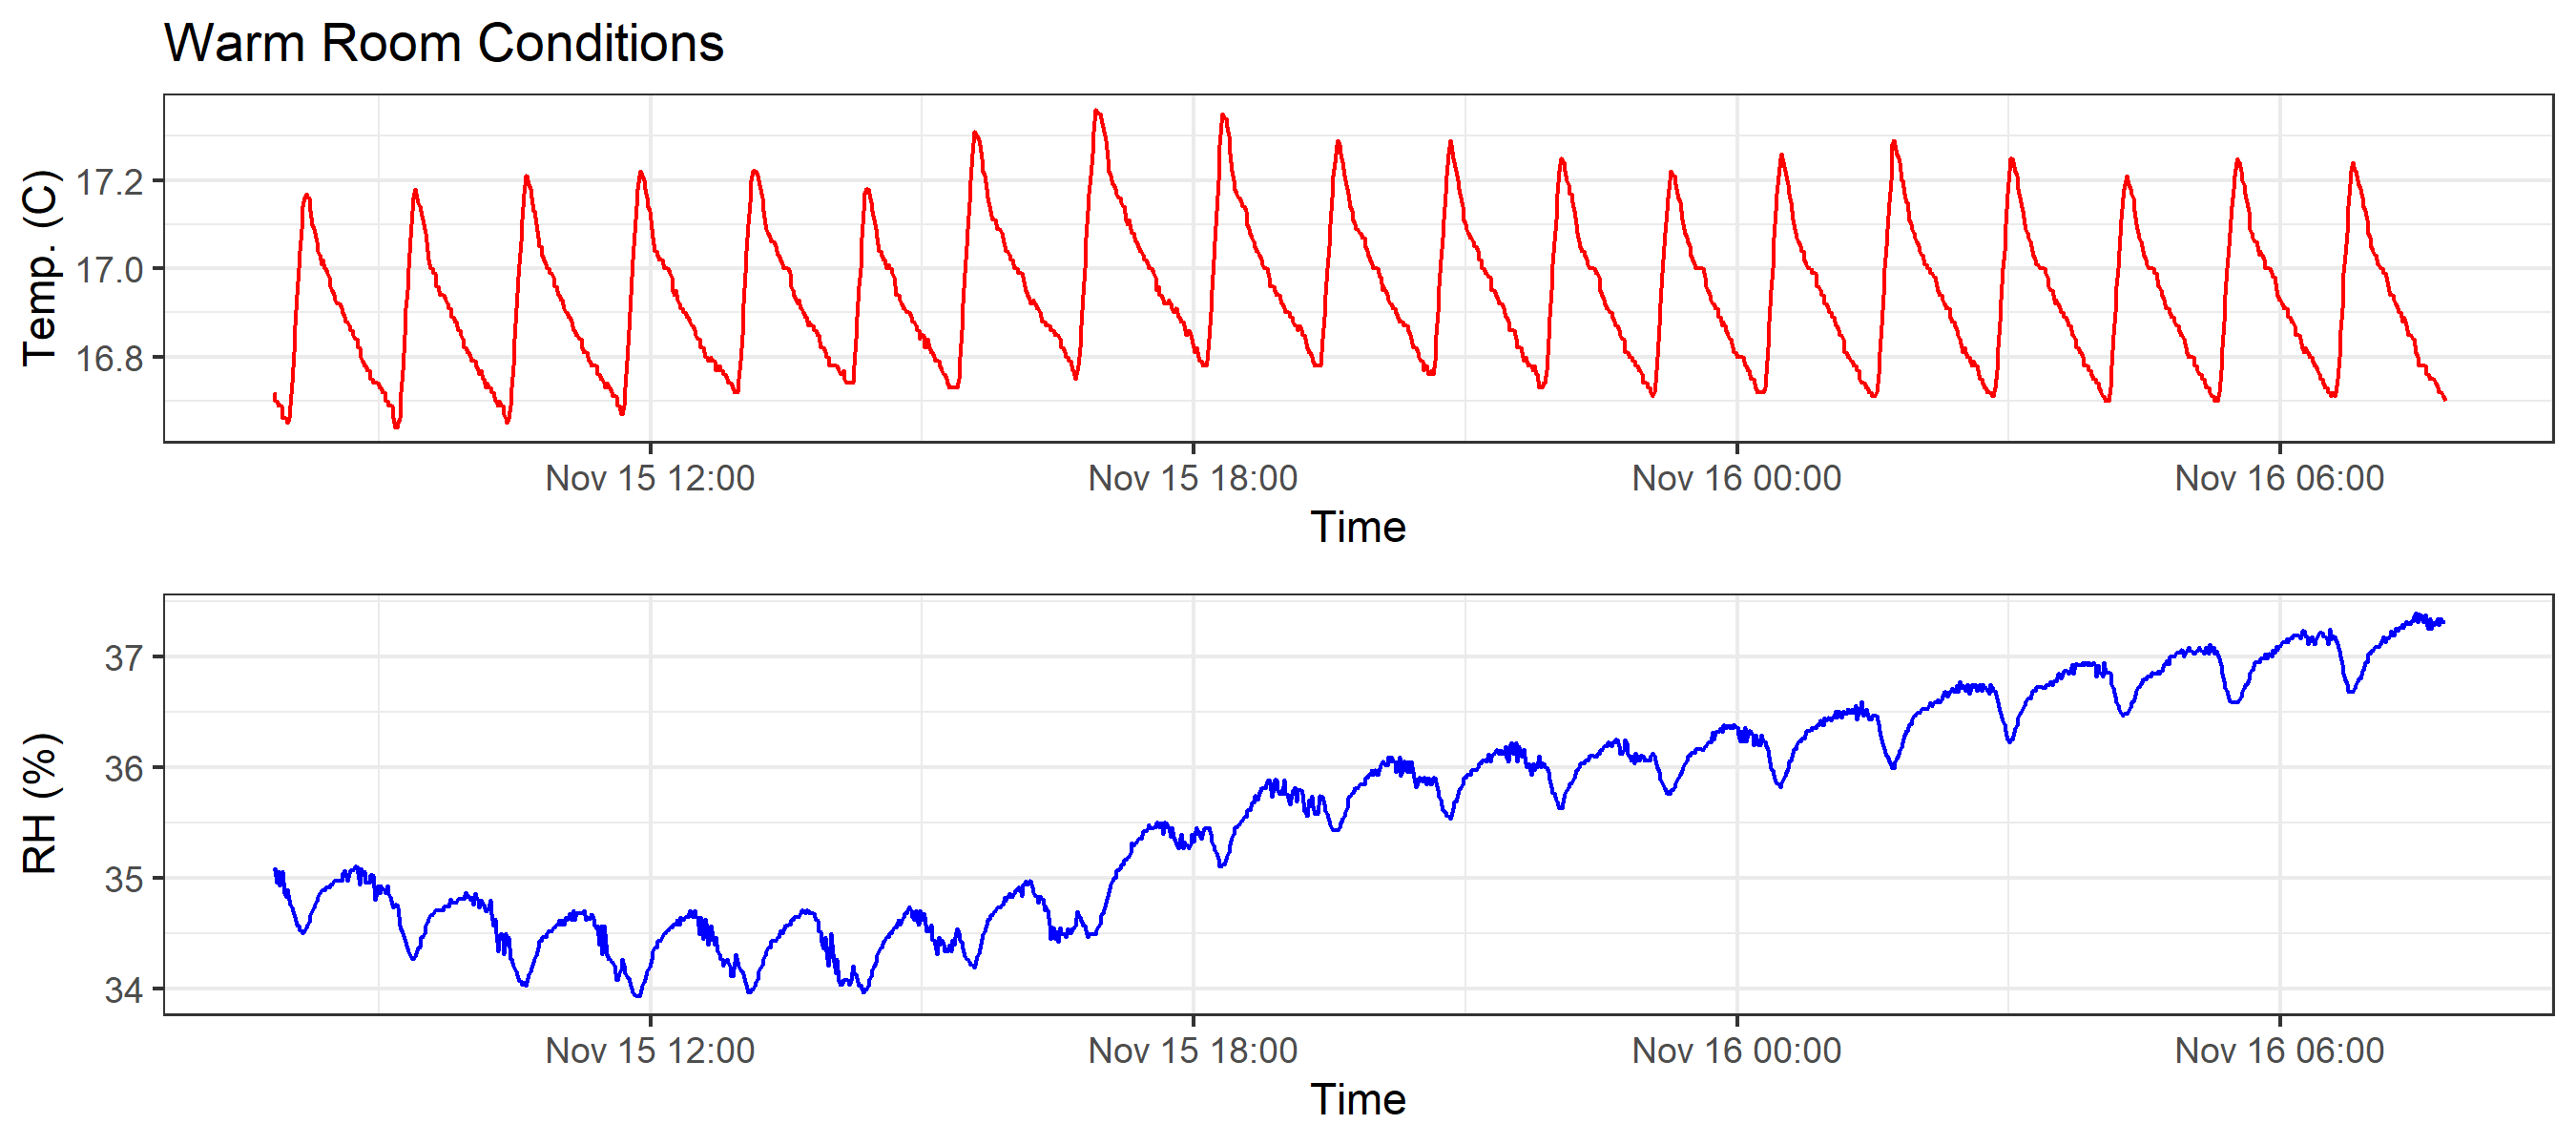 Warm Room Conditions
Temp. (C)
17.2
17.0
16.8
Nov 15 12:00 Nov 15 18:00 Nov 16 00:00 Nov 16 06:00
Time
RH (%)
37
36
35
34
Nov 15 12:00 Nov 15 18:00 Nov 16 00:00 Nov 16 06:00
Time